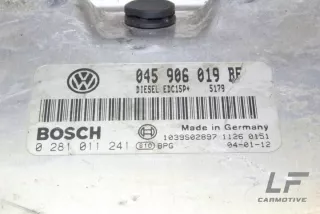 045 906 019 BF
DIESEL EDC15P+ 5179
BOSCH
Made in Germany
1039S02897 1126 0151
0 281 011 241 BPG 04-01-12
LF
CARMOTIVE